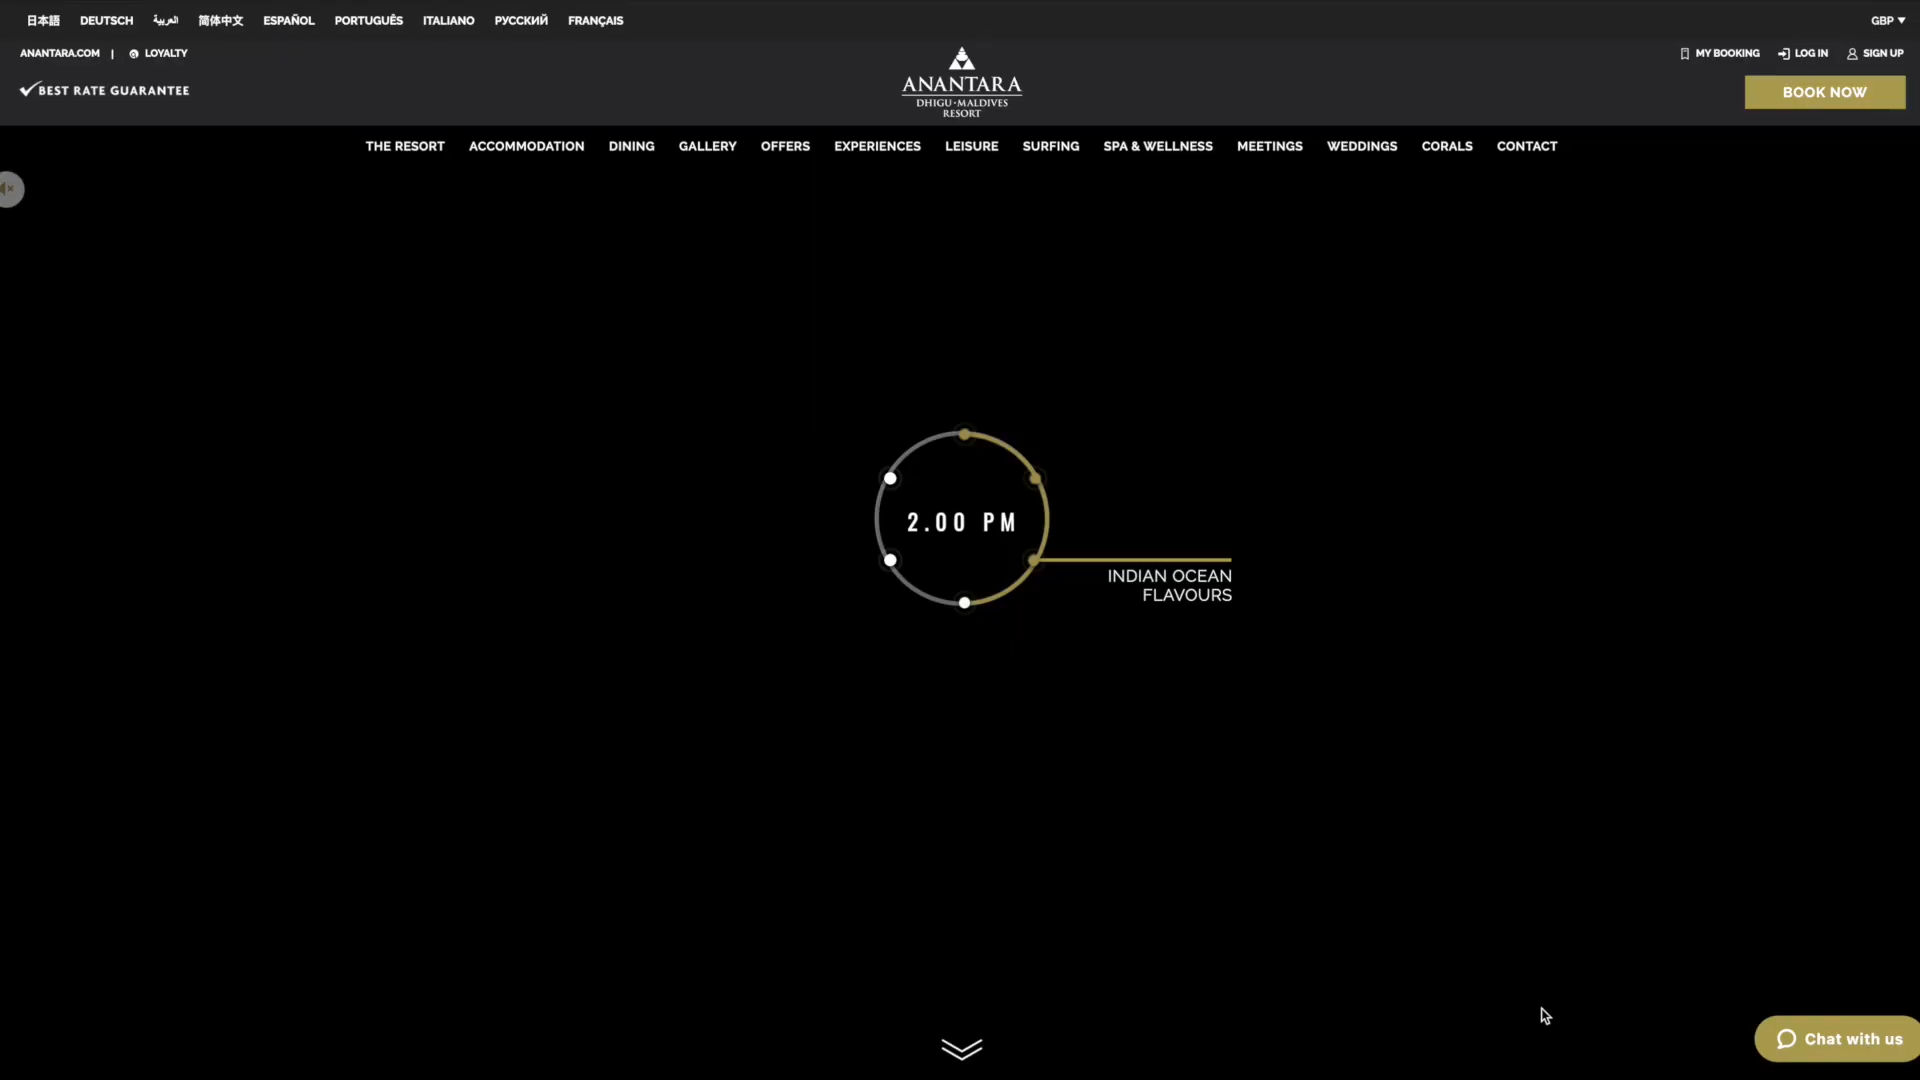 日本語 DEUTSCH العربية 简体中文 ESPAÑOL PORTUGUÊS ITALIANO РУССКИЙ FRANÇAIS GBP
ANANTARA.COM | LOYALTY MY BOOKING LOG IN SIGN UP
BEST RATE GUARANTEE
ANANTARA
DHIGU·MALDIVES
RESORT
BOOK NOW
THE RESORT ACCOMMODATION DINING GALLERY OFFERS EXPERIENCES LEISURE SURFING SPA & WELLNESS MEETINGS WEDDINGS CORALS CONTACT
2.00 PM
INDIAN OCEAN
FLAVOURS
Chat with us